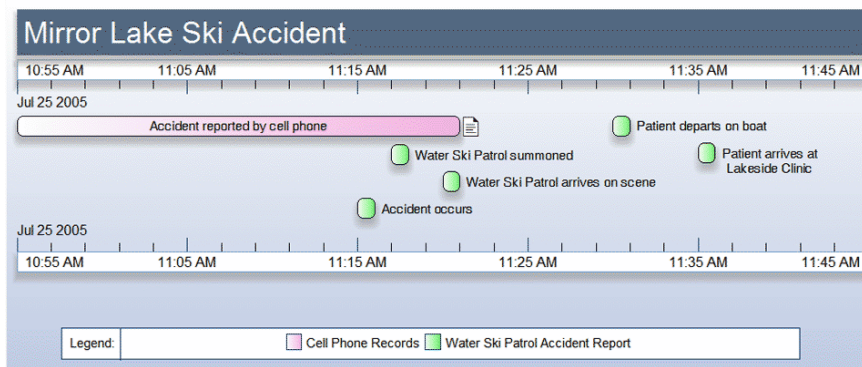 Mirror Lake Ski Accident
10:55 AM 11:05 AM 11:15 AM 11:25 AM 11:35 AM 11:45 AM
Jul 25 2005
Accident reported by cell phone
Patient departs on boat
Water Ski Patrol summoned
Patient arrives at
Lakeside Clinic
Water Ski Patrol arrives on scene
Accident occurs
Jul 25 2005
10:55 AM 11:05 AM 11:15 AM 11:25 AM 11:35 AM 11:45 AM
Legend: Cell Phone Records Water Ski Patrol Accident Report